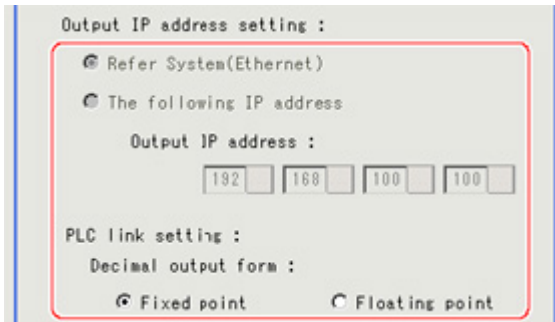 Output IP address setting :
Refer System(Ethernet)
The following IP address
Output IP address :
192 168 100 100
PLC link setting :
Decimal output form :
Fixed point Floating point